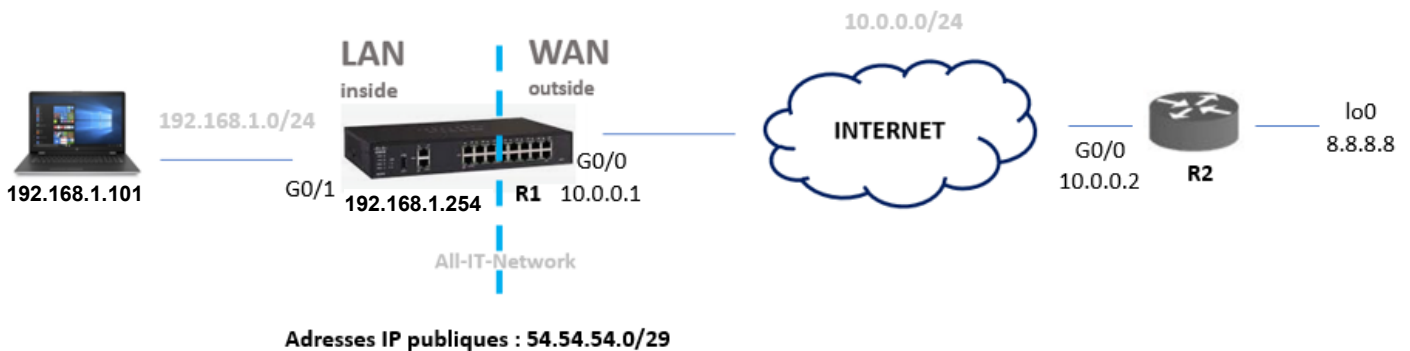 10.0.0.0/24
LAN
WAN
inside
outside
192.168.1.0/24
INTERNET
lo0
8.8.8.8
G0/0
G0/0
192.168.1.101
G0/1
192.168.1.254
R1
10.0.0.1
10.0.0.2
R2
All-IT-Network
Adresses IP publiques : 54.54.54.0/29